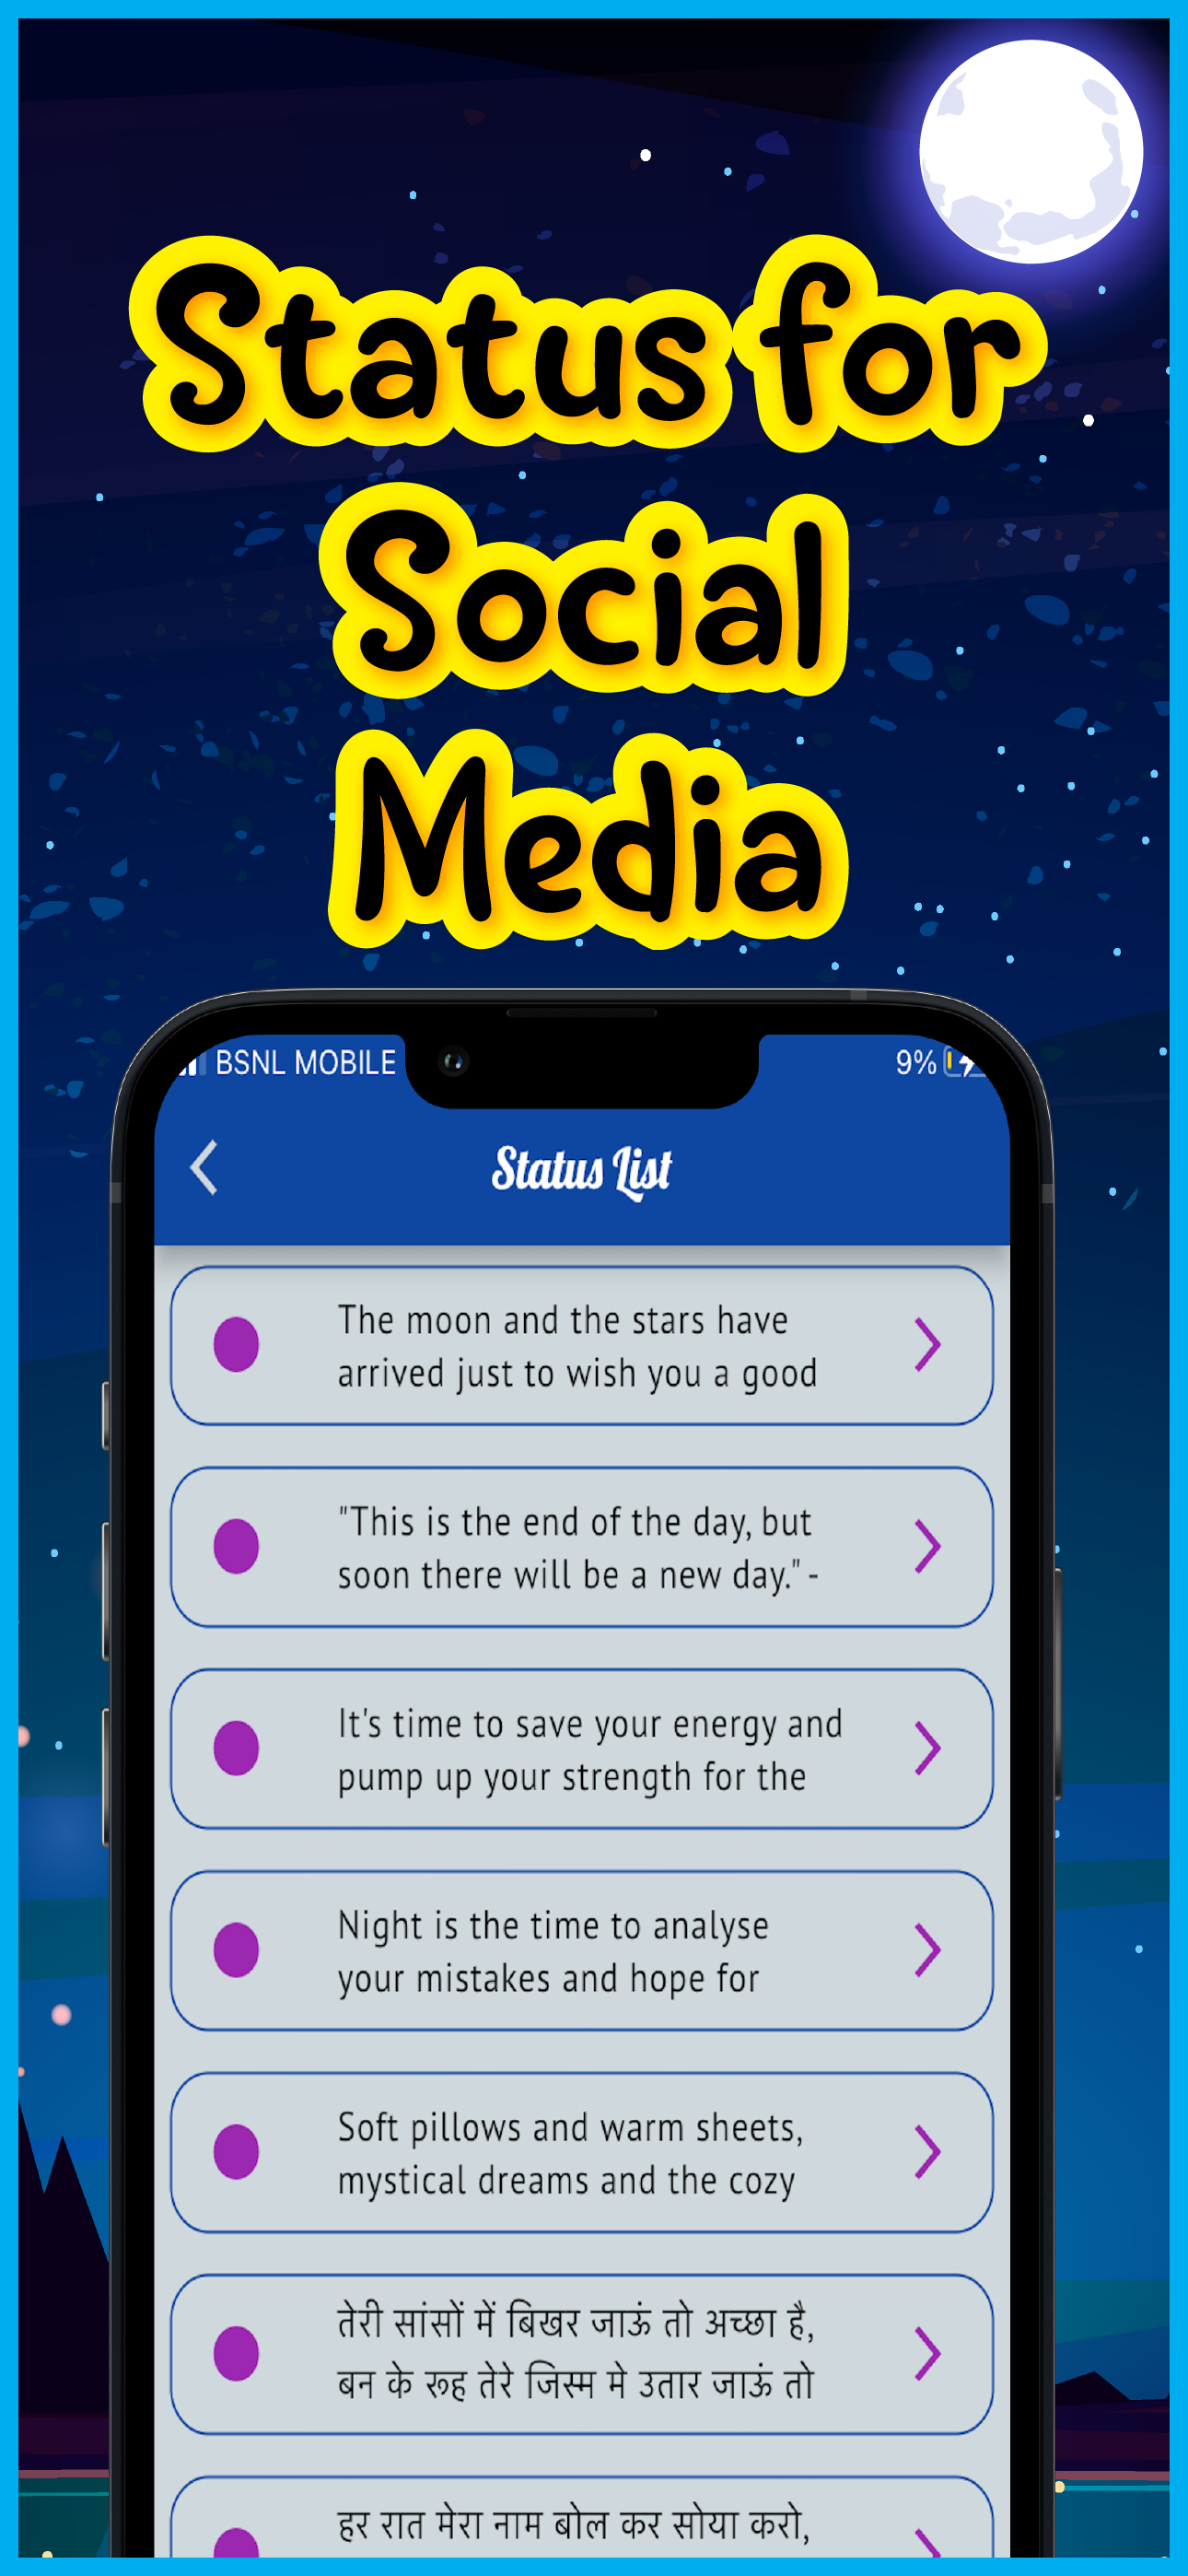 Status for
Social
Media
BSNL MOBILE 9%
Status List
The moon and the stars have
arrived just to wish you a good
"This is the end of the day, but
soon there will be a new day." -
It's time to save your energy and
pump up your strength for the
Night is the time to analyse
your mistakes and hope for
Soft pillows and warm sheets,
mystical dreams and the cozy
तेरी सांसों में बिखर जाऊं तो अच्छा है,
बन के रूह तेरे जिस्म मे उतार जाऊं तो
हर रात मेरा नाम बोल कर सोया करो,